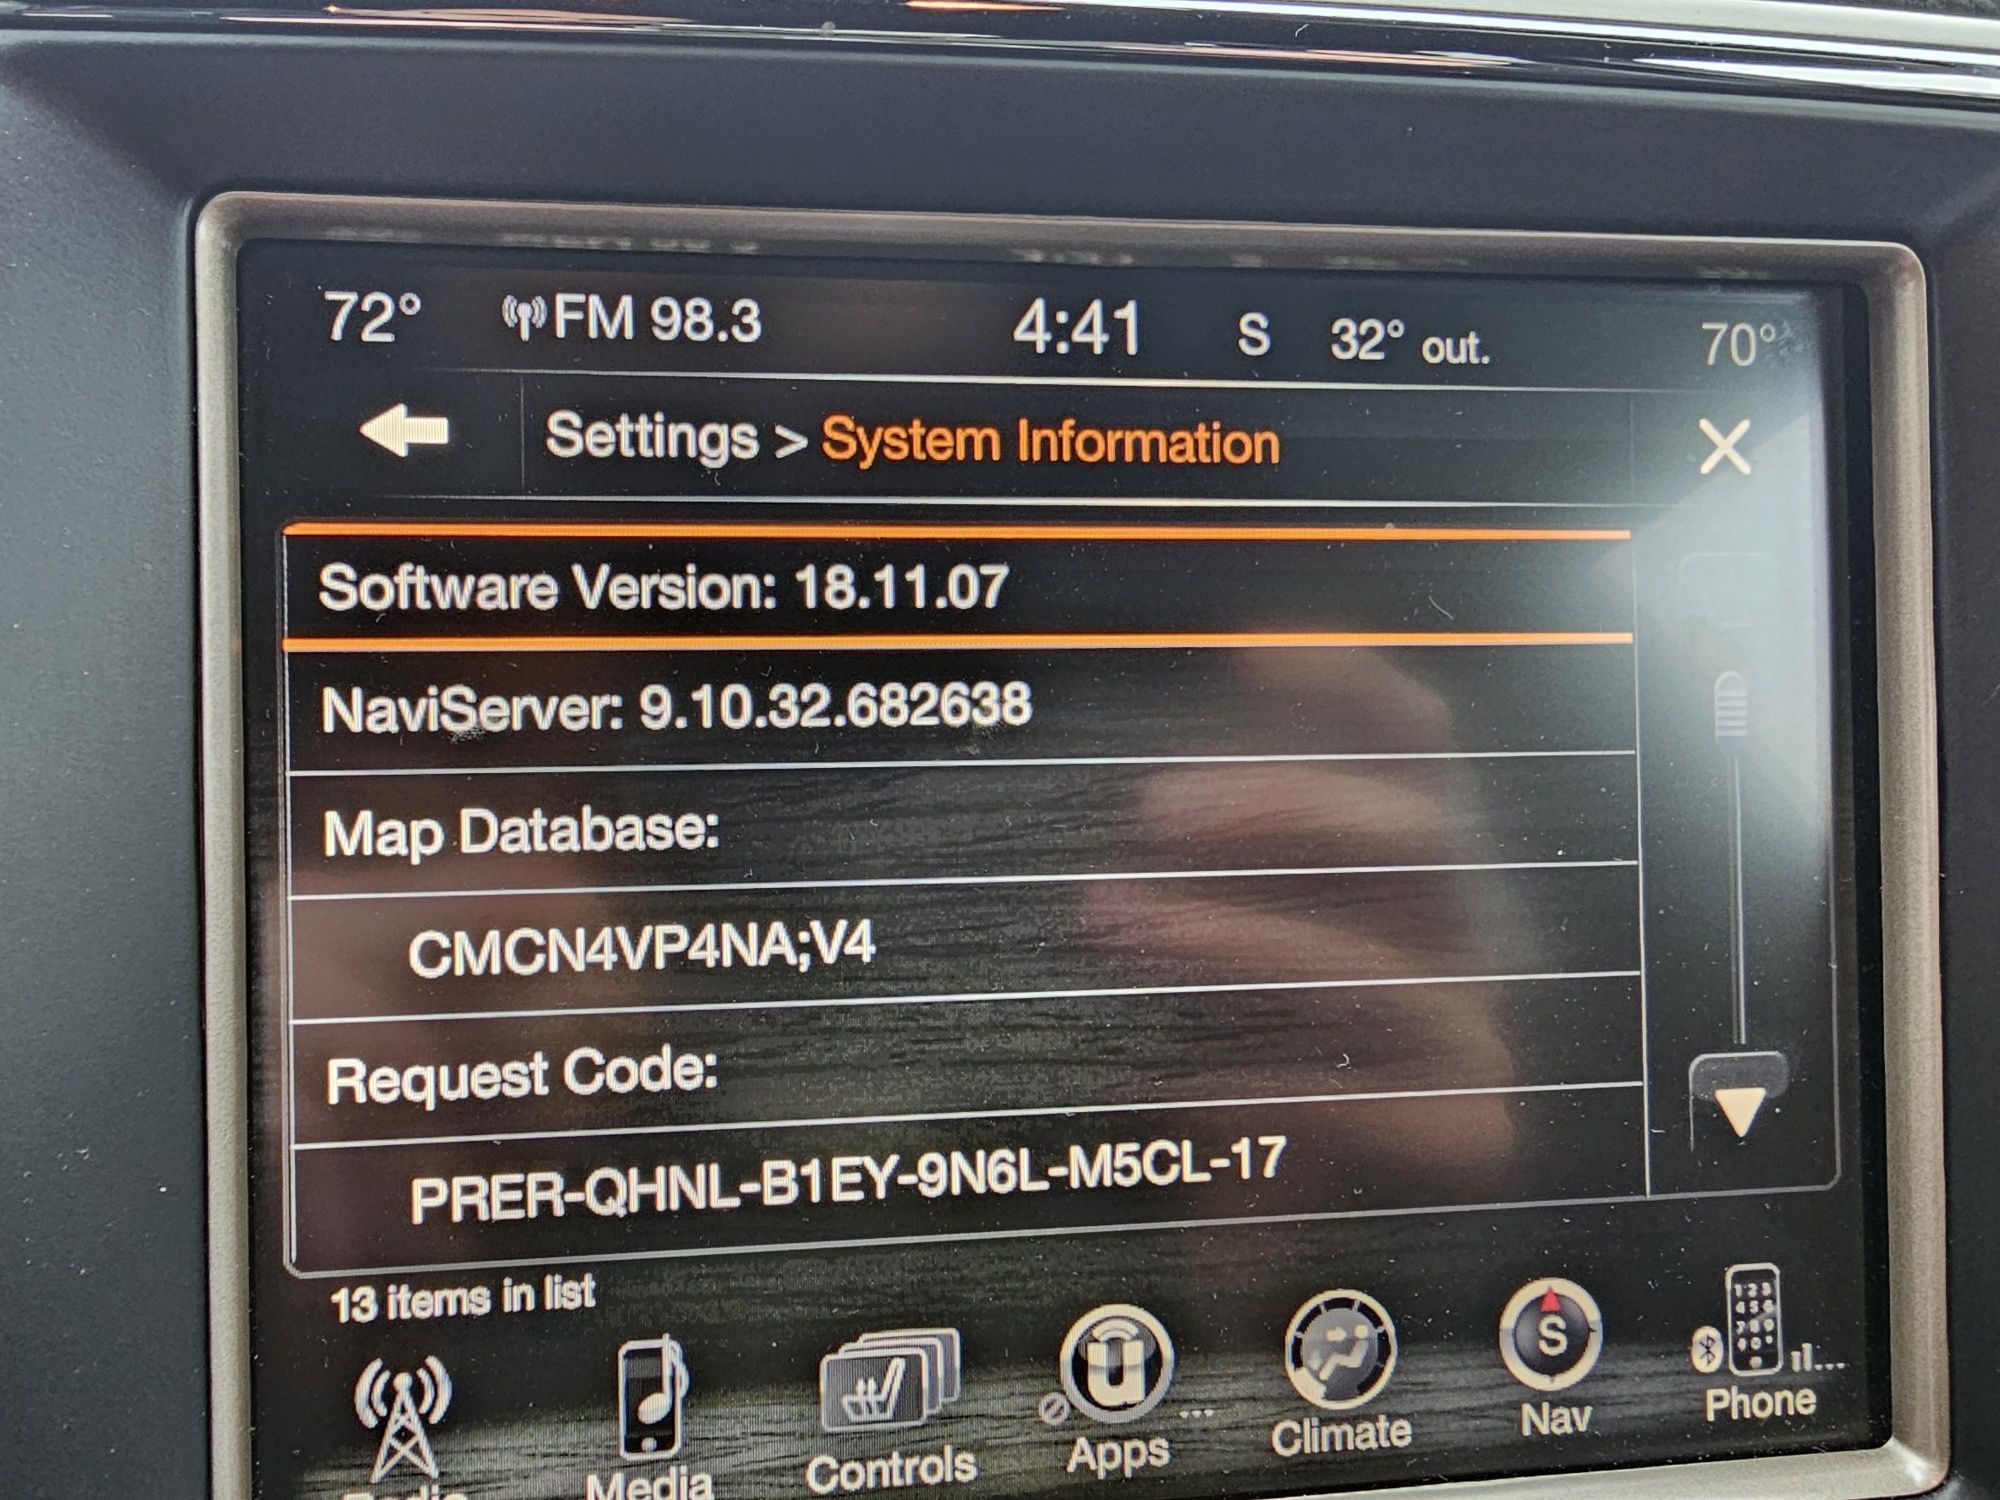 72° FM 98.3 4:41 S 32° out. 70°
Settings > System Information
Software Version: 18.11.07
NaviServer: 9.10.32.682638
Map Database:
CMCN4VP4NA;V4
Request Code:
PRER-QHNL-B1EY-9N6L-M5CL-17
13 items in list
S
Media
Controls
Apps
Climate
Nav
Phone